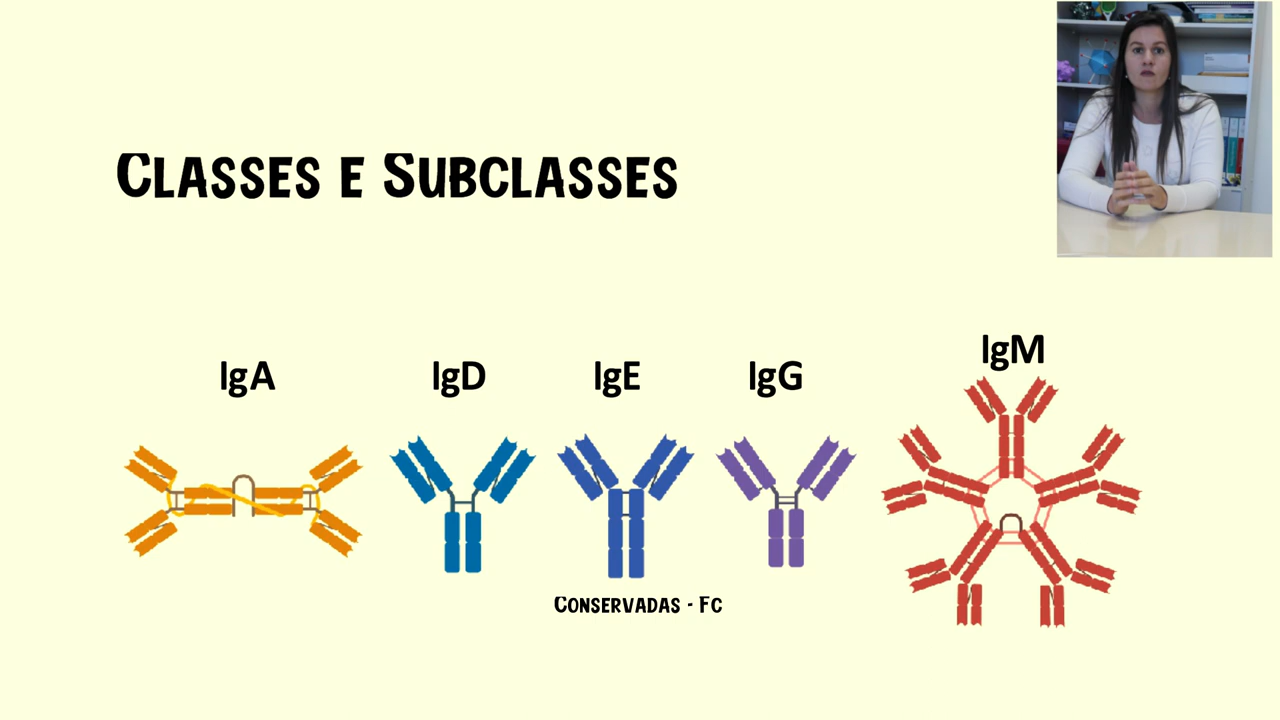 Classes e Subclasses
IgA
IgD
IgE
IgG
IgM
Conservadas - Fc